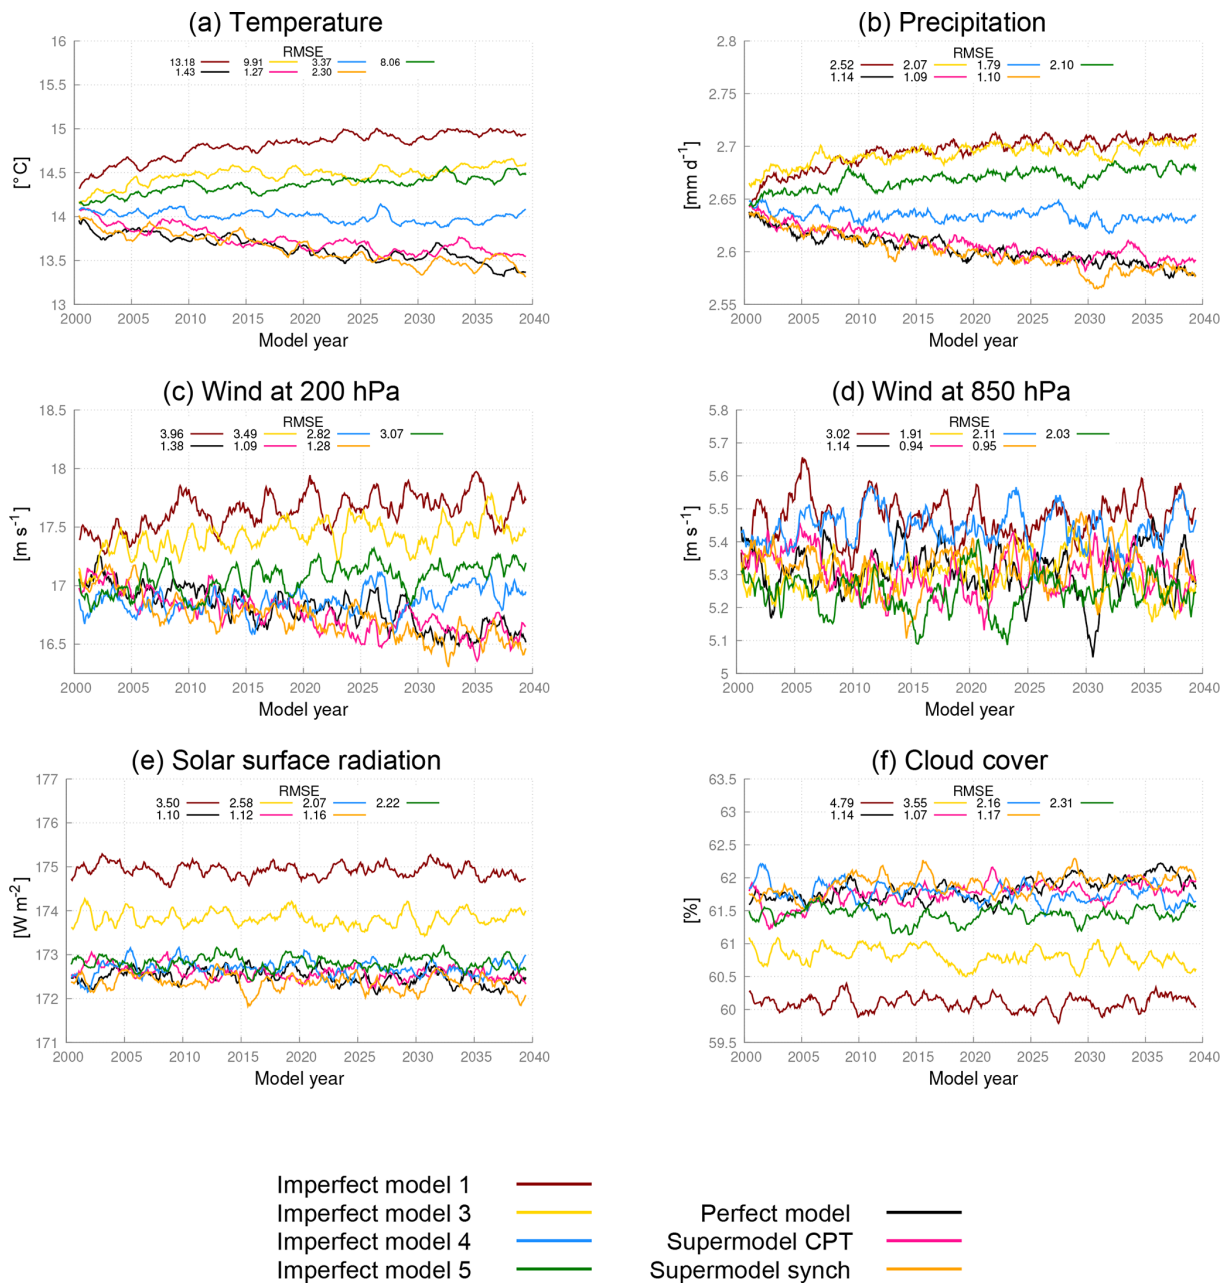 (a) Temperature
(b) Precipitation
16
15
14.5
14
13.5
13
[°C]
RMSE
13.18 9.91 3.37 8.06
1.43 1.27 2.30
2000 2005 2010 2015 2020 2025 2030 2035 2040
Model year
2.8
2.75
2.7
2.65
2.6
2.55
[mm d-1]
RMSE
2.52 2.07 1.79 2.10
1.14 1.09 1.10
2000 2005 2010 2015 2020 2025 2030 2035 2040
Model year
(c) Wind at 200 hPa
(d) Wind at 850 hPa
18.5
18
17.5
17
16.5
[m s-1]
RMSE
3.96 3.49 2.82 3.07
1.38 1.09 1.28
2000 2005 2010 2015 2020 2025 2030 2035 2040
Model year
5.8
5.7
5.6
5.5
5.4
5.3
5.2
5.1
5
[m s-1]
RMSE
3.02 1.91 2.11 2.03
1.14 0.94 0.95
2000 2005 2010 2015 2020 2025 2030 2035 2040
Model year
(e) Solar surface radiation
(f) Cloud cover
177
176
175
174
173
172
171
[W m-2]
RMSE
3.50 2.58 2.07 2.22
1.10 1.12 1.16
2000 2005 2010 2015 2020 2025 2030 2035 2040
Model year
63.5
63
62.5
62
61.5
61
60.5
60
59.5
[%]
RMSE
4.79 3.55 2.16 2.31
1.14 1.07 1.17
2000 2005 2010 2015 2020 2025 2030 2035 2040
Model year
Imperfect model 1
Imperfect model 3 Perfect model
Imperfect model 4 Supermodel CPT
Imperfect model 5 Supermodel synch